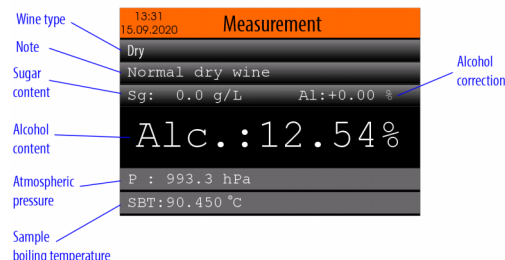 Wine type
Note
Sugar
content
Alcohol
content
Atmospheric
pressure
Sample
boiling temperature
13:31
15.09.2020
Measurement
Dry
Normal dry wine
Sg: 0.0 g/L Al:+0.00 %
Alc.:12.54%
P : 993.3 hPa
SBT:90.450 °C
Alcohol
correction